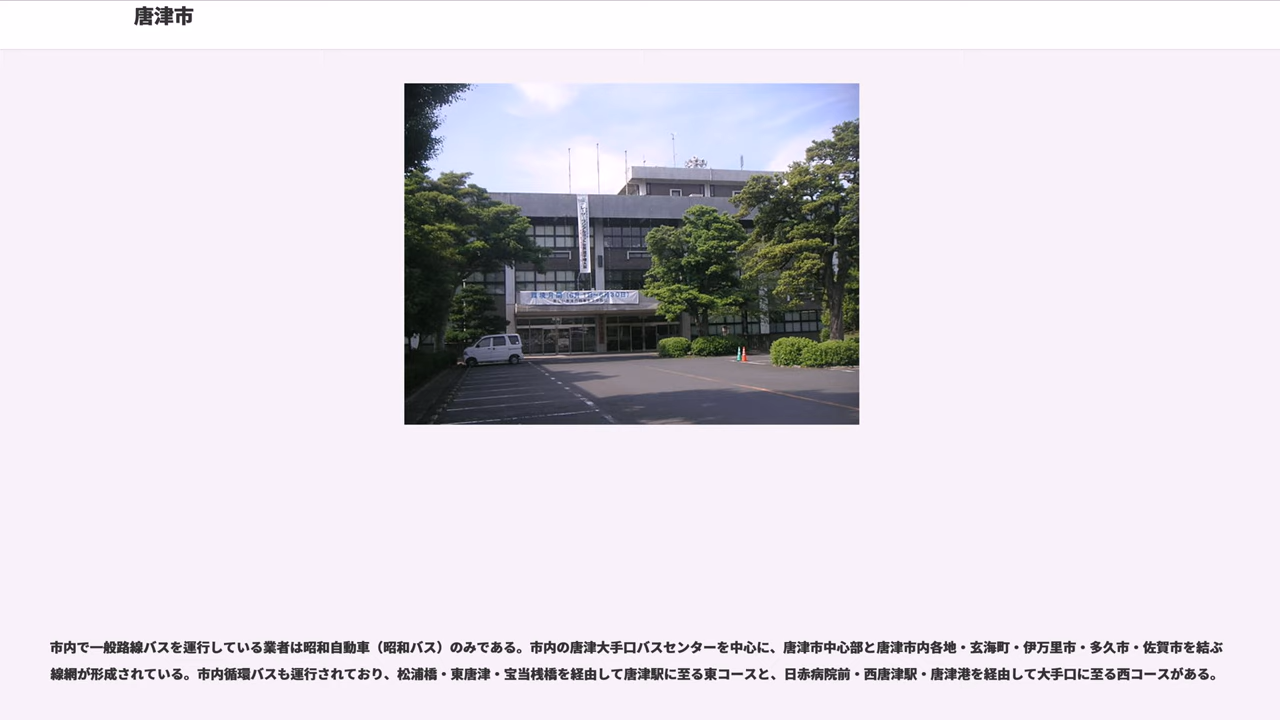 唐津市
市内で一般路線バスを運行している業者は昭和自動車（昭和バス）のみである。市内の唐津大手口バスセンターを中心に、唐津市中心部と唐津市内各地・玄海町・伊万里市・多久市・佐賀市を結ぶ
線網が形成されている。市内循環バスも運行されており、松浦橋・東唐津・宝当桟橋を経由して唐津駅に至る東コースと、日赤病院前・西唐津駅・唐津港を経由して大手口に至る西コースがある。